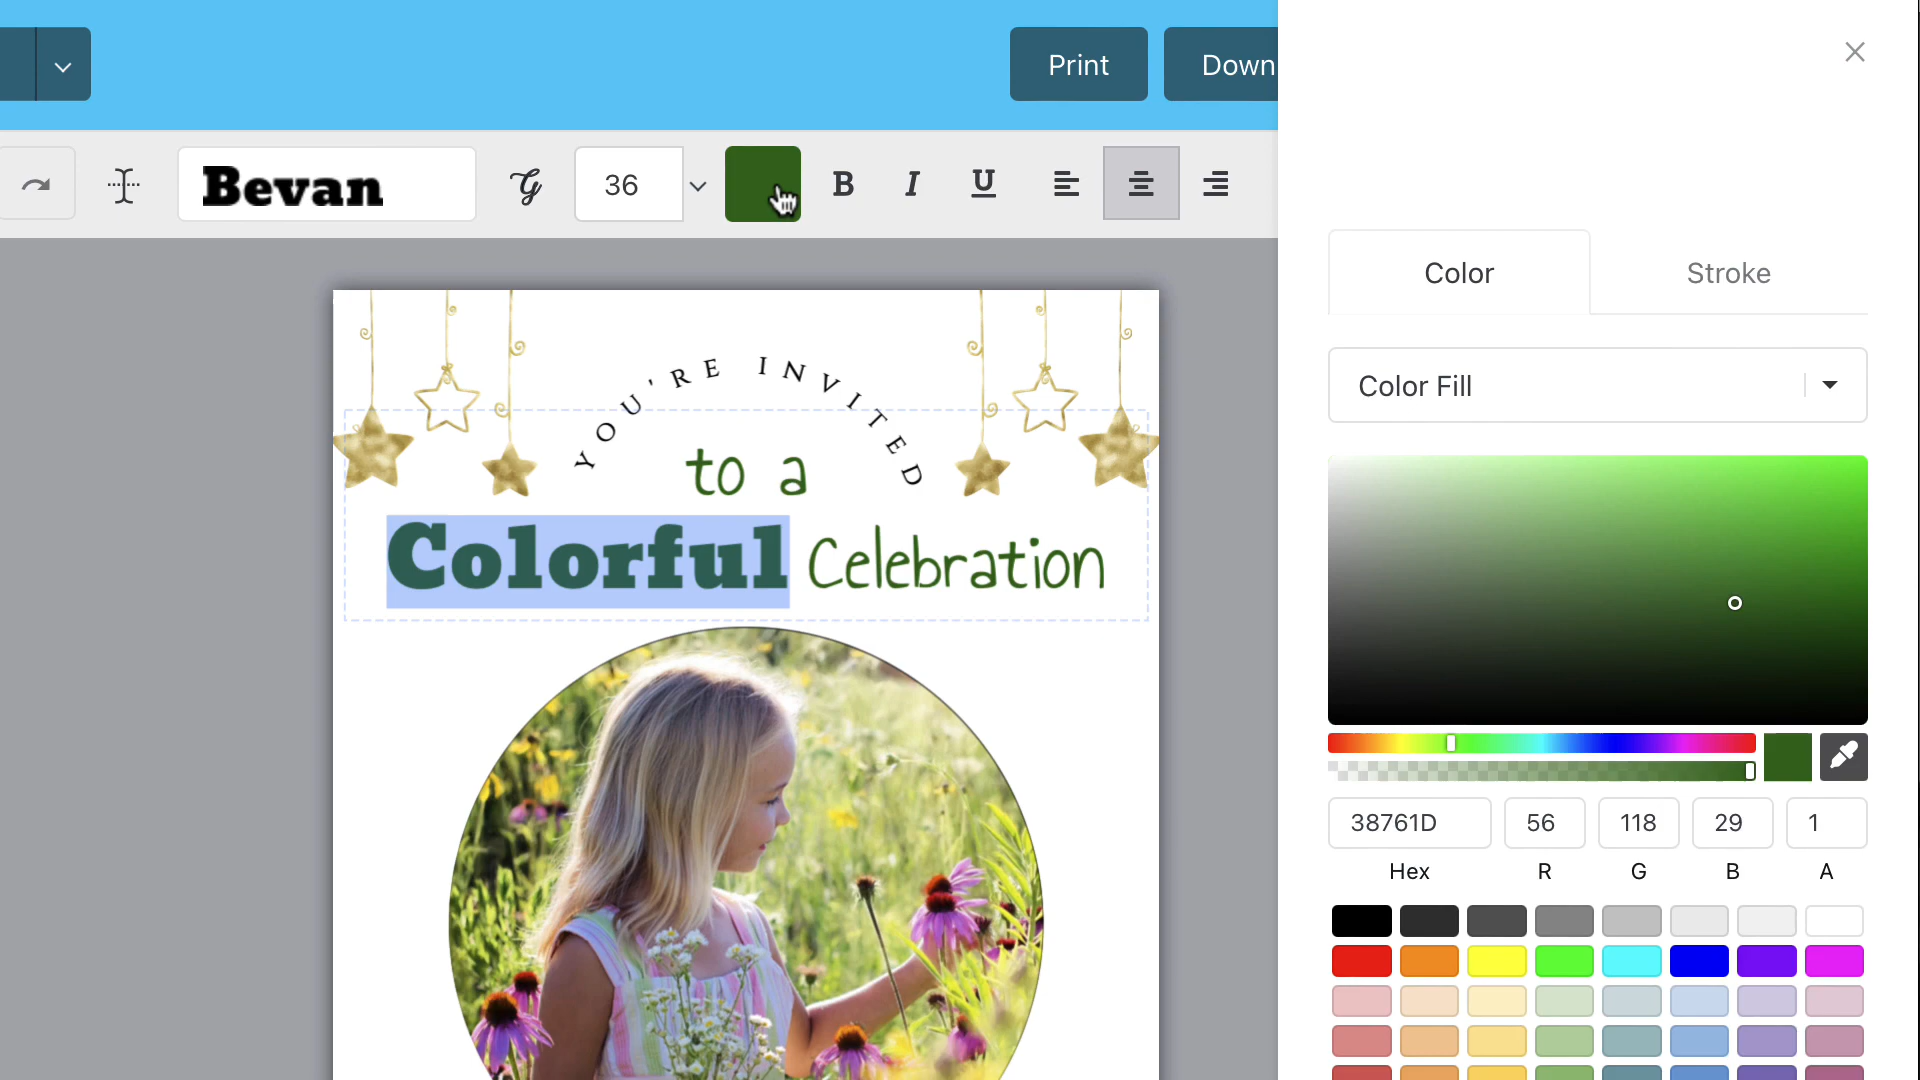 Print
Down
Bevan
36
B I U
Color
Stroke
Color Fill
YOU'RE INVITED
to a
Colorful Celebration
38761D
56
118
29
1
Hex
R
G
B
A